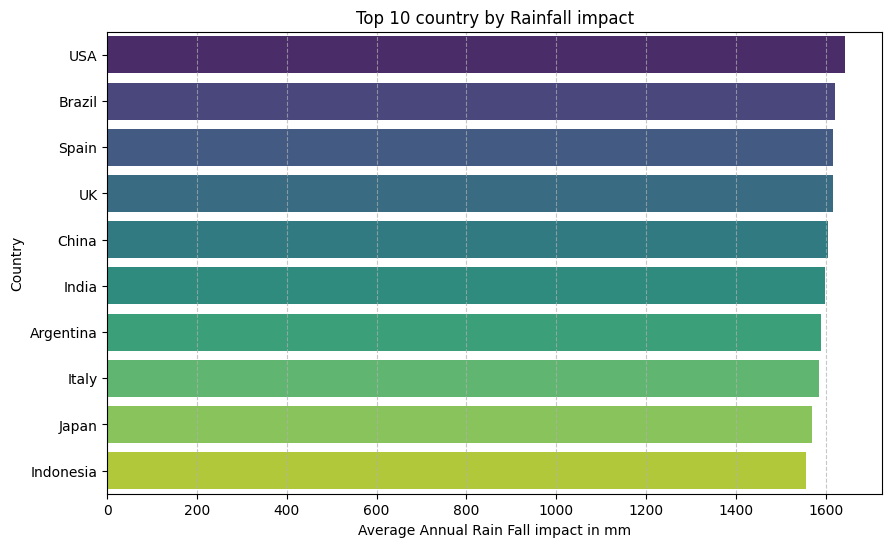 Top 10 country by Rainfall impact
Country
USA
Brazil
Spain
UK
China
India
Argentina
Italy
Japan
Indonesia
0 200 400 600 800 1000 1200 1400 1600
Average Annual Rain Fall impact in mm